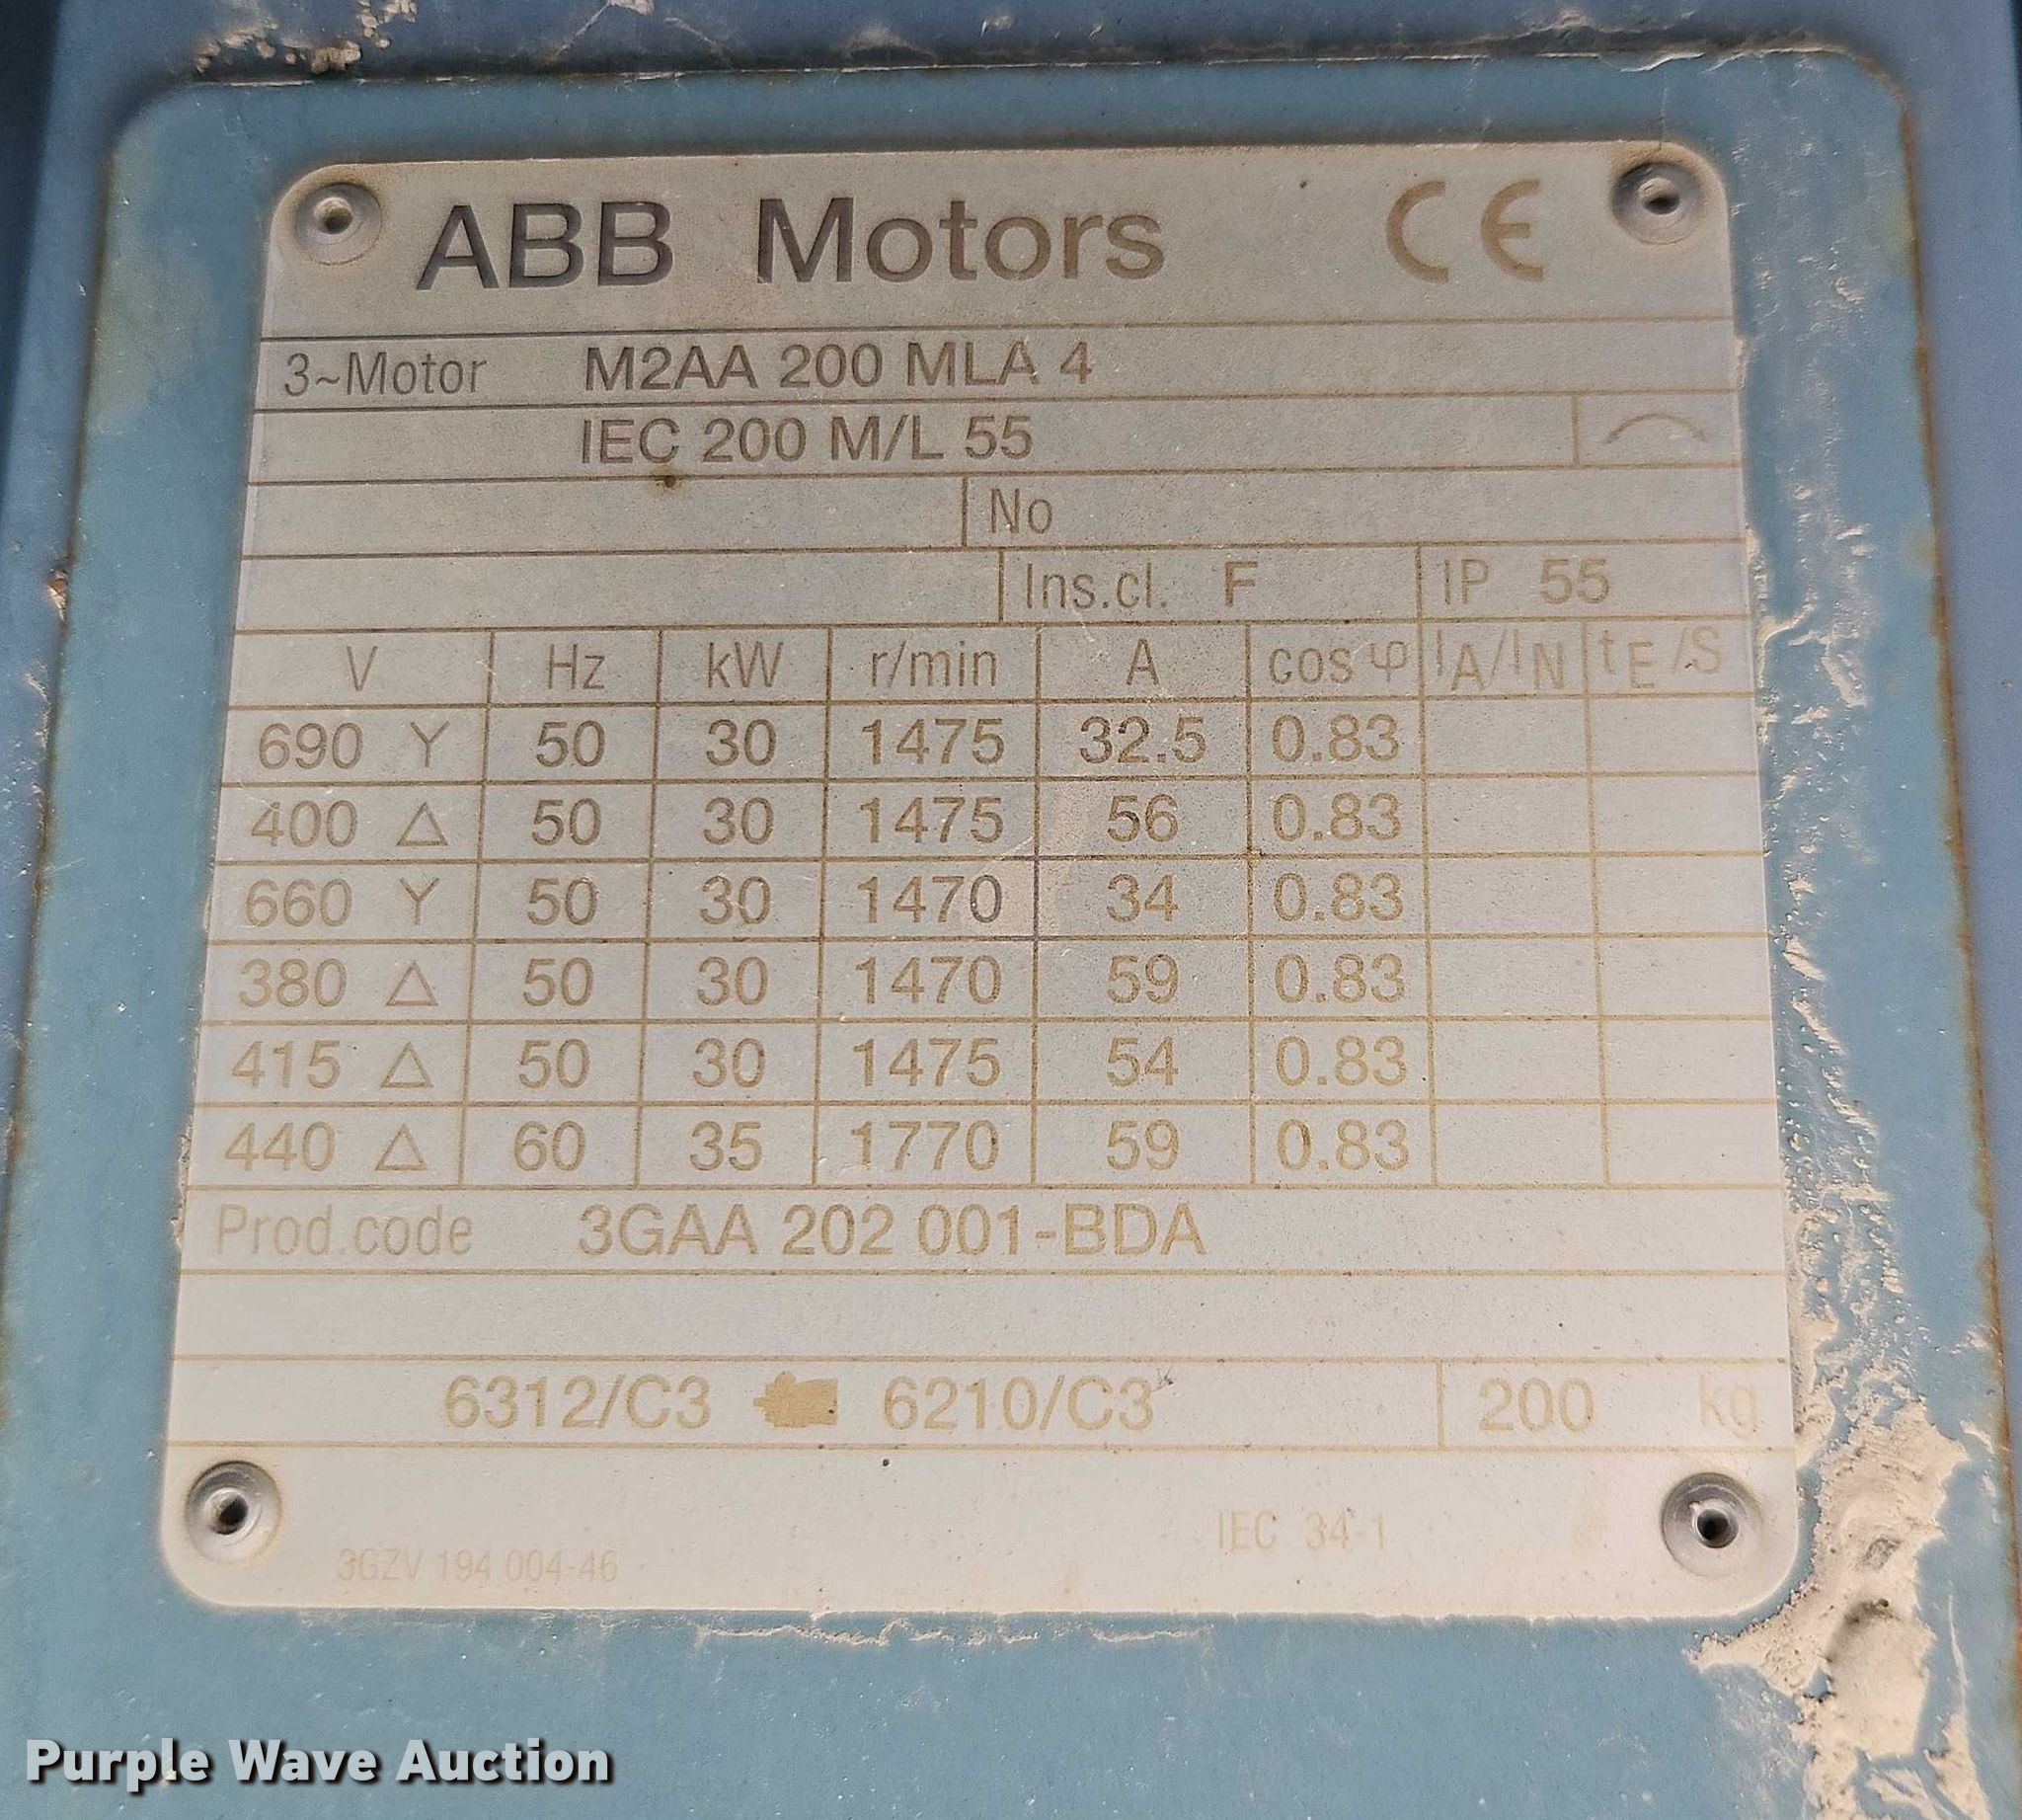 ABB Motors CE
3~Motor M2AA 200 MLA 4
IEC 200 M/L 55
No
Ins.cl. F IP 55
V Hz kW r/min A cos φ IA/IN tE/S
690 Y 50 30 1475 32.5 0.83
400 Δ 50 30 1475 56 0.83
660 Y 50 30 1470 34 0.83
380 Δ 50 30 1470 59 0.83
415 Δ 50 30 1475 54 0.83
440 Δ 60 35 1770 59 0.83
Prod.code 3GAA 202 001-BDA
6312/C3 6210/C3 200 kg
IEC 34-1
3GZV 194 004-46
Purple Wave Auction